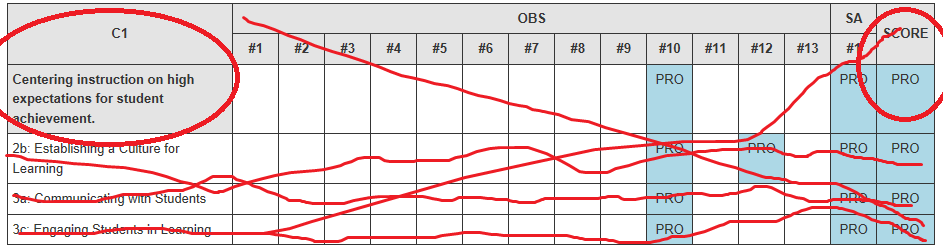 C1 OBS SA SCORE
#1 #2 #3 #4 #5 #6 #7 #8 #9 #10 #11 #12 #13 #1
Centering instruction on high
expectations for student
achievement.
PRO PRO PRO
2b: Establishing a Culture for
Learning
PRO PRO PRO PRO
3a: Communicating with Students PRO PRO PRO
3c: Engaging Students in Learning PRO PRO PRO